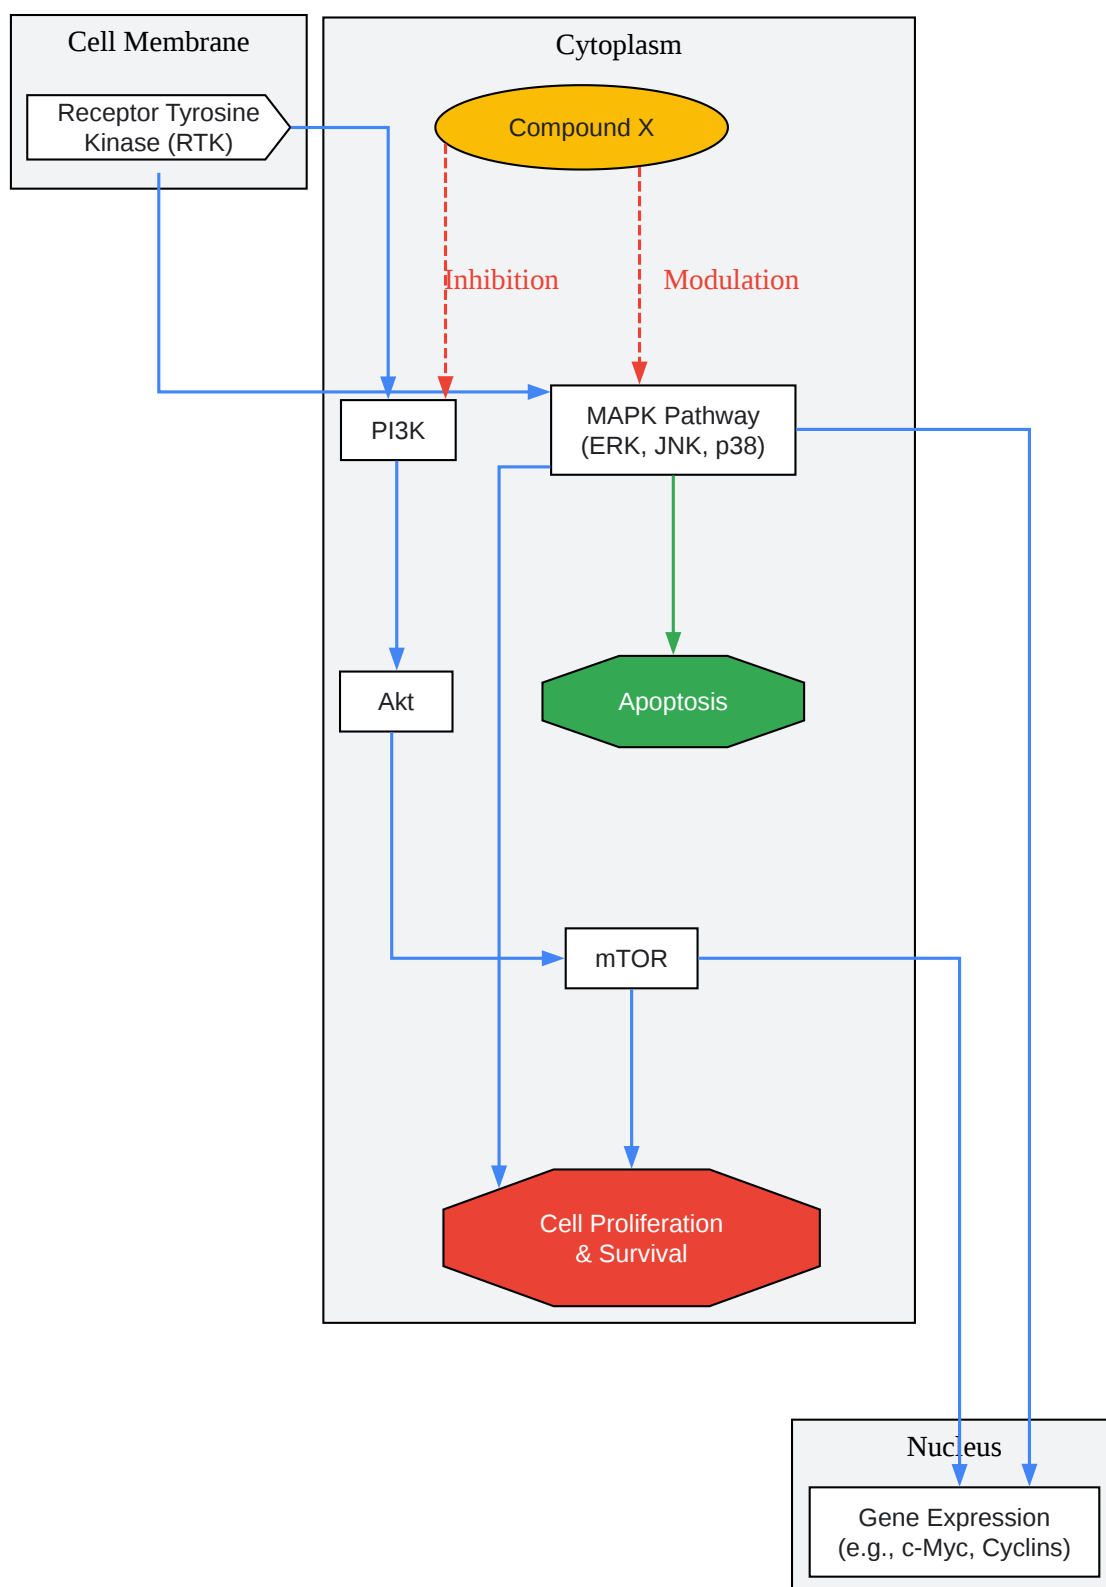 Cell Membrane
Receptor Tyrosine
Kinase (RTK)
Cytoplasm
Compound X
Inhibition
Modulation
PI3K
MAPK Pathway
(ERK, JNK, p38)
Akt
Apoptosis
mTOR
Cell Proliferation
& Survival
Nucleus
Gene Expression
(e.g., c-Myc, Cyclins)